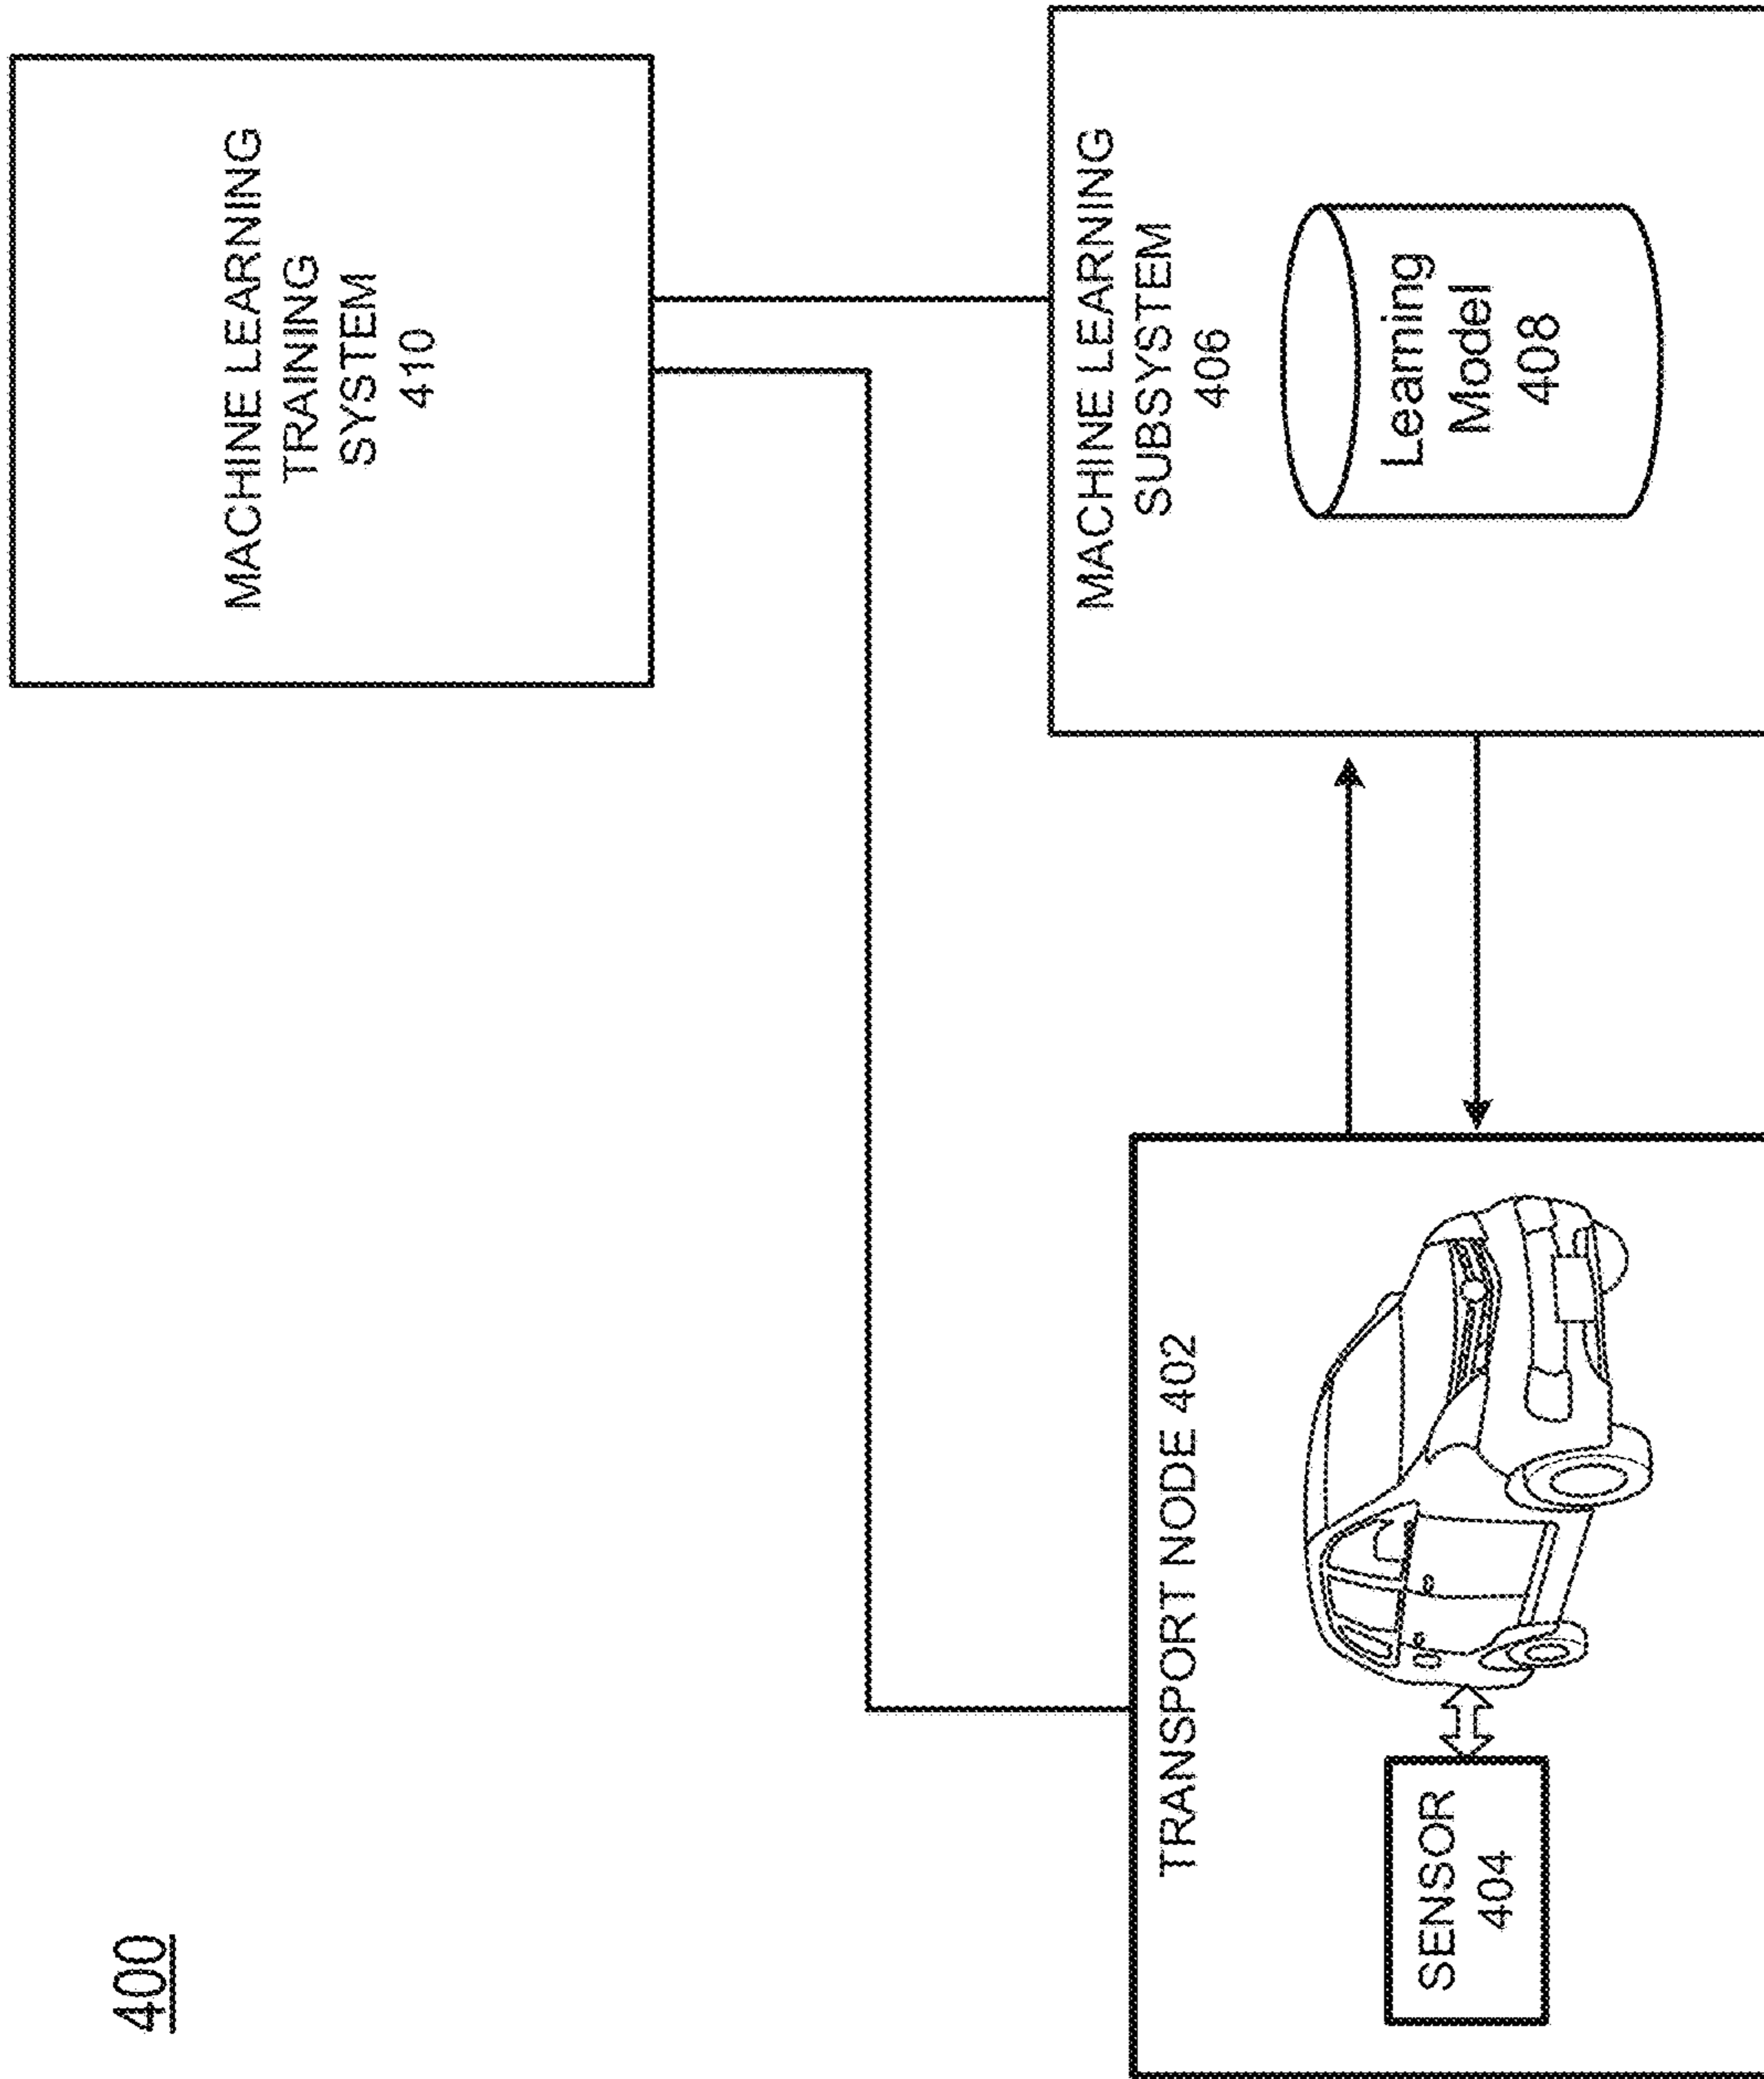 400
MACHINE LEARNING
TRAINING
SYSTEM
410
TRANSPORT NODE 402
SENSOR
404
MACHINE LEARNING
SUBSYSTEM
406
Learning
Model
408